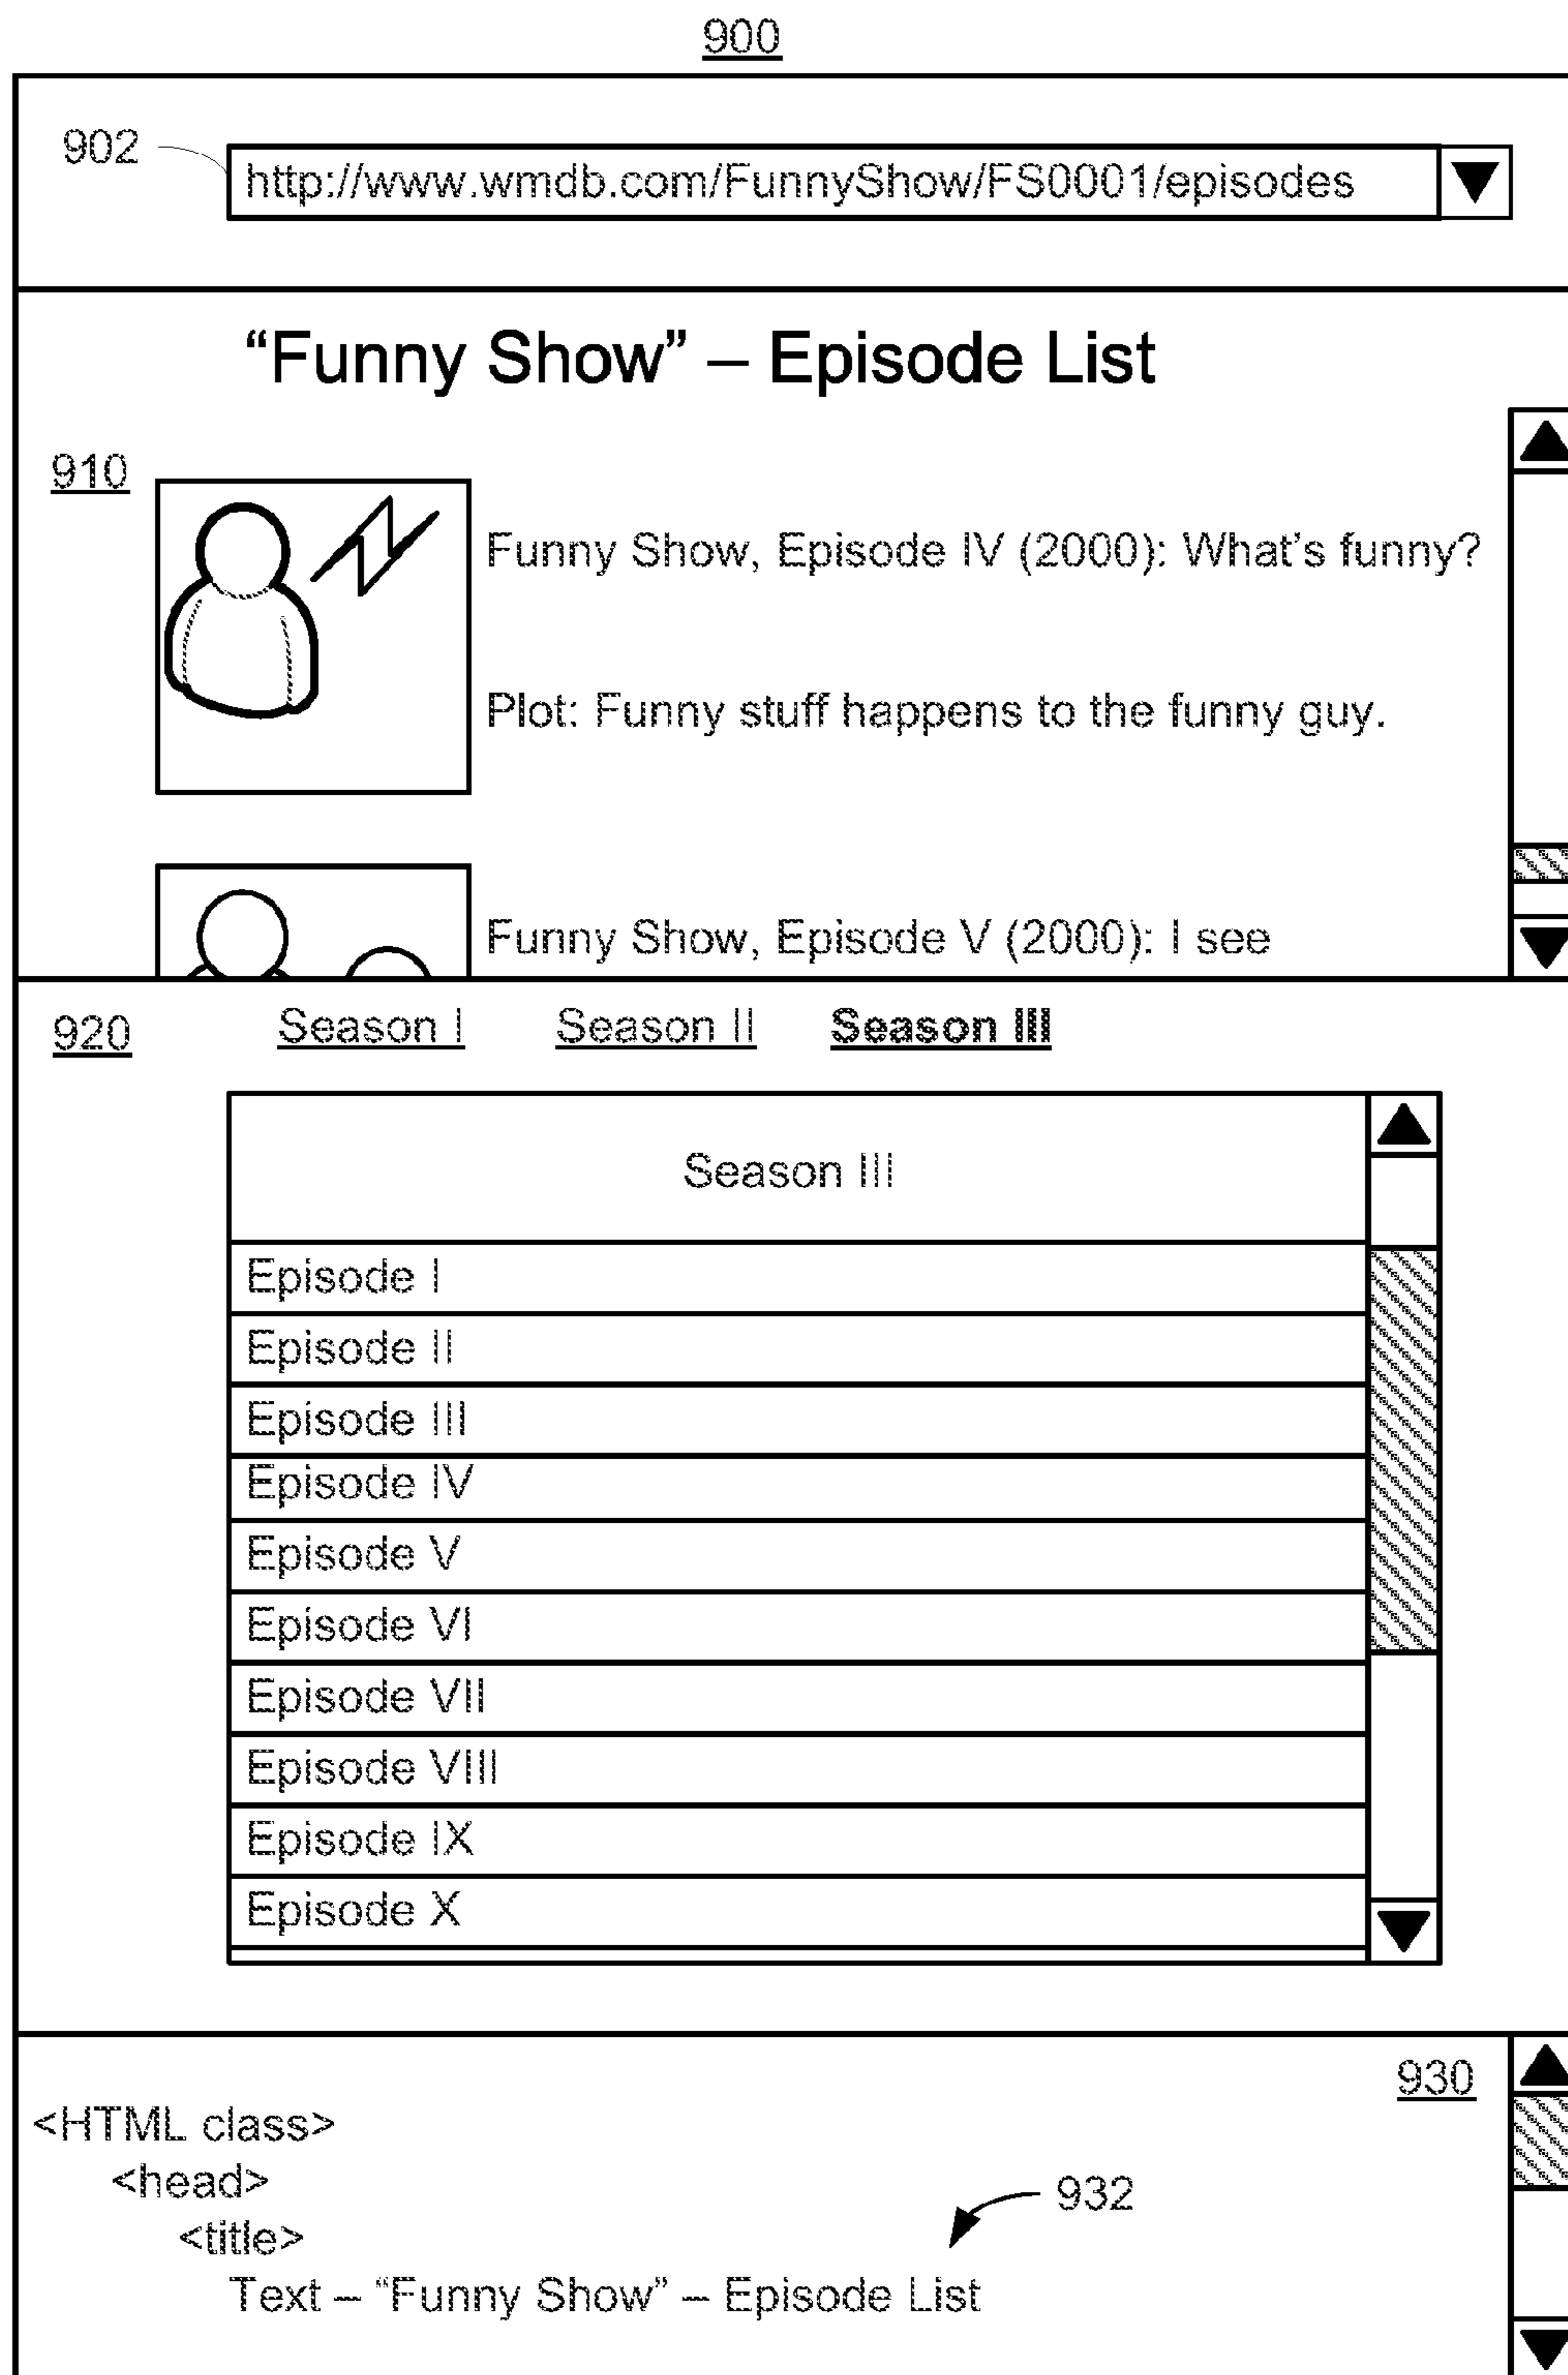 900
902
http://www.wmdb.com/FunnyShow/FS0001/episodes
“Funny Show” – Episode List
910
Funny Show, Episode IV (2000): What’s funny?
Plot: Funny stuff happens to the funny guy.
Funny Show, Episode V (2000): I see
920 Season I Season II Season III
Season III
Episode I
Episode II
Episode III
Episode IV
Episode V
Episode VI
Episode VII
Episode VIII
Episode IX
Episode X
930
<HTML class>
<head>
932
<title>
Text – “Funny Show” – Episode List